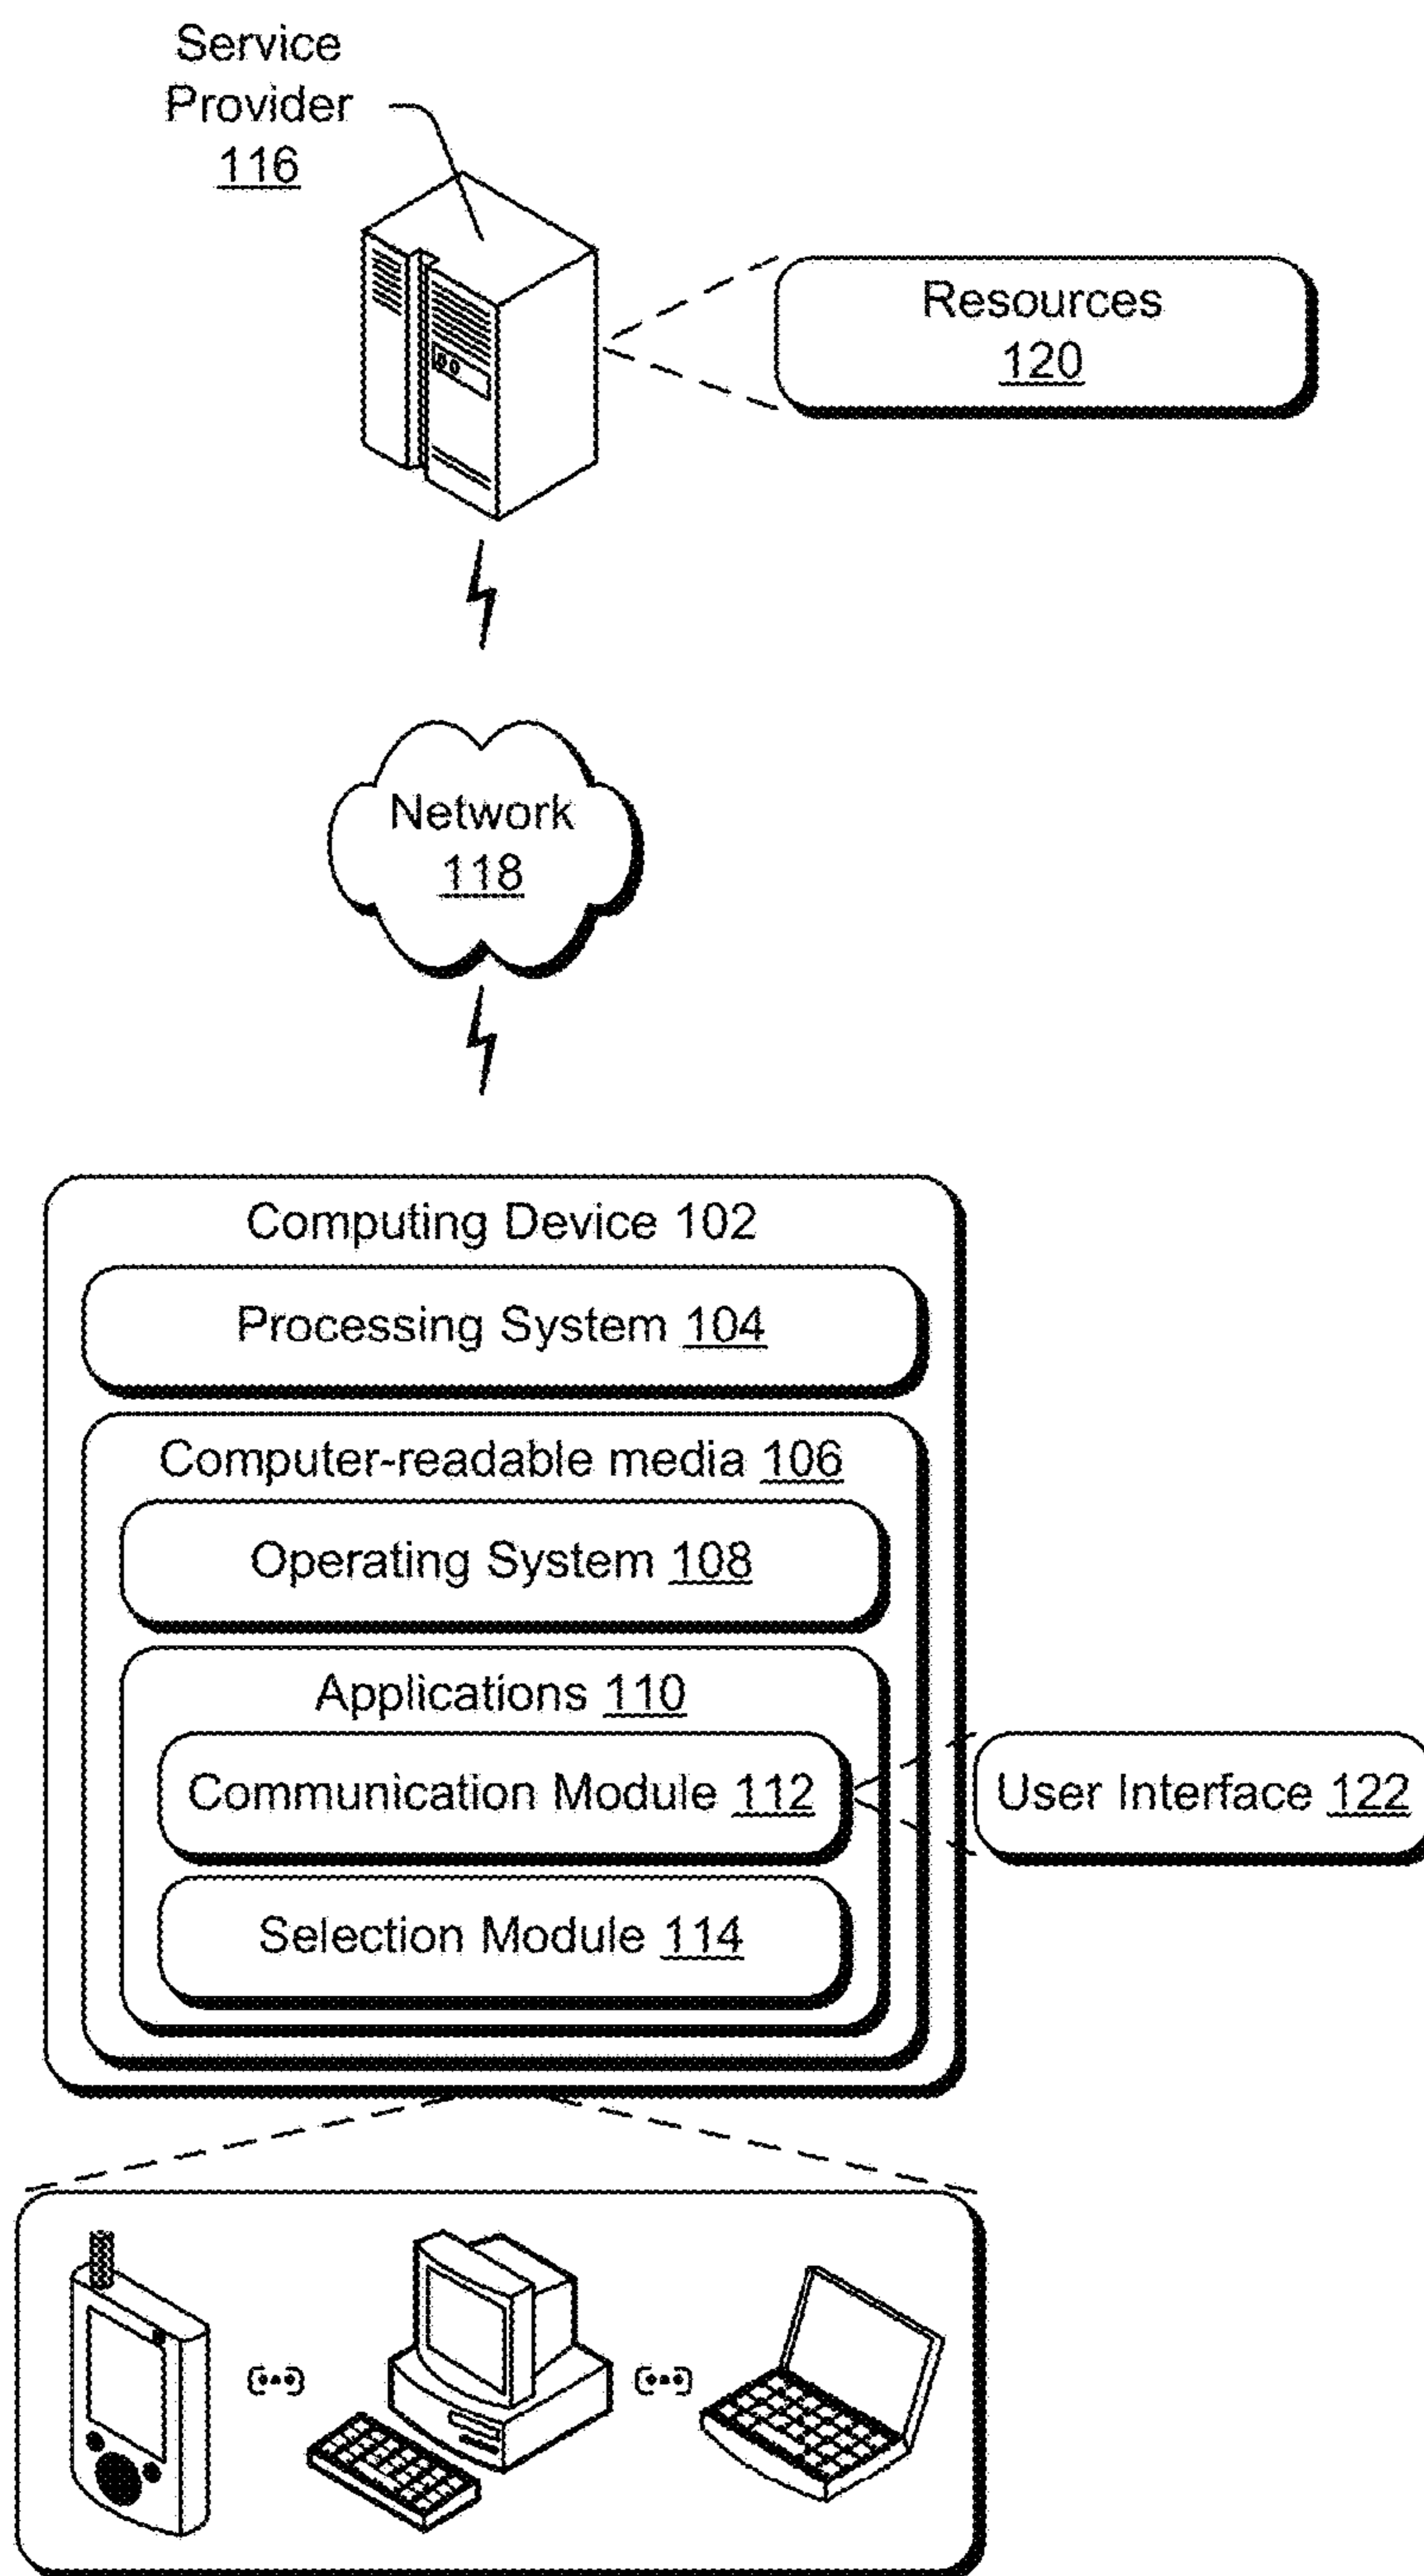 Service
Provider
116
Resources
120
Network
118
Computing Device 102
Processing System 104
Computer-readable media 106
Operating System 108
Applications 110
Communication Module 112
User Interface 122
Selection Module 114